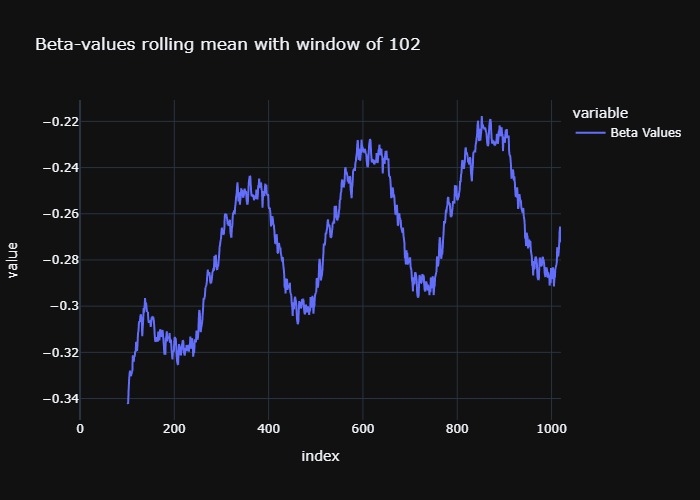 Beta-values rolling mean with window of 102
variable
Beta Values
−0.22
−0.24
−0.26
−0.28
−0.3
−0.32
−0.34
value
0 200 400 600 800 1000
index